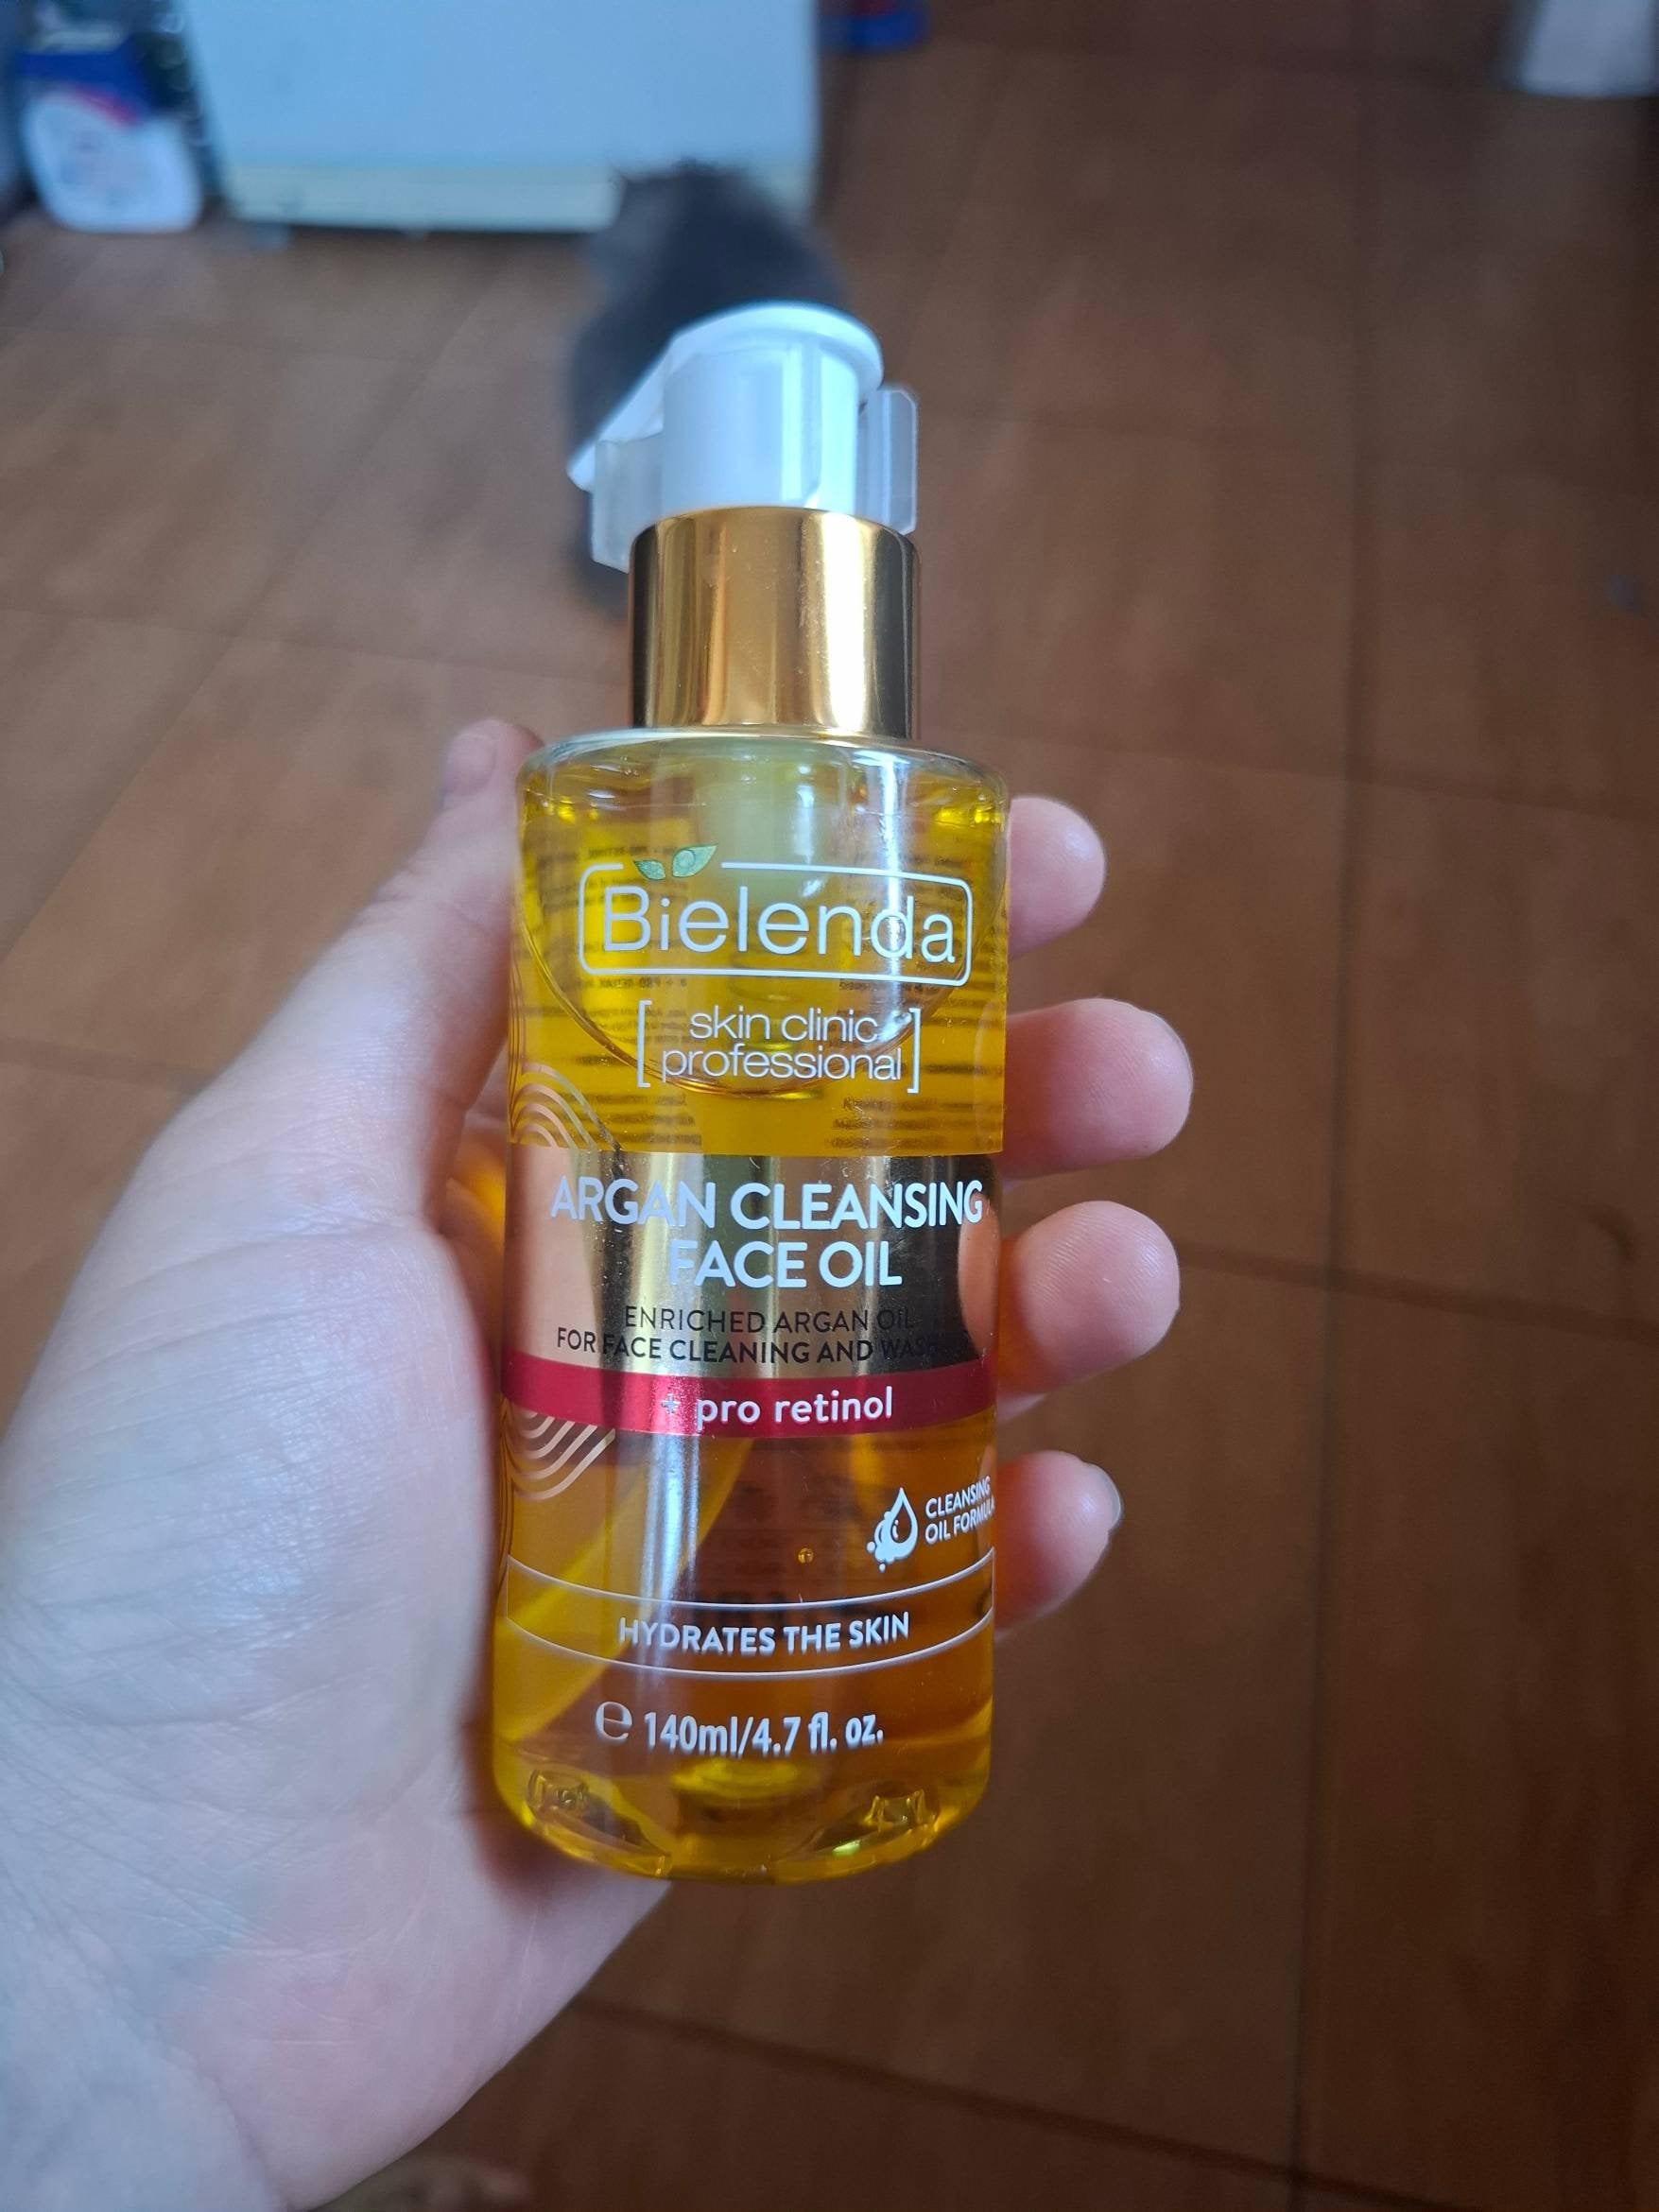 Bielenda
skin clinic
professional
ARGAN CLEANSING
FACE OIL
ENRICHED ARGAN OIL
FOR FACE CLEANING AND
+ pro retinol
CLEANSING
OIL FORMULA
HYDRATES THE SKIN
℮ 140ml/4.7 fl. oz.